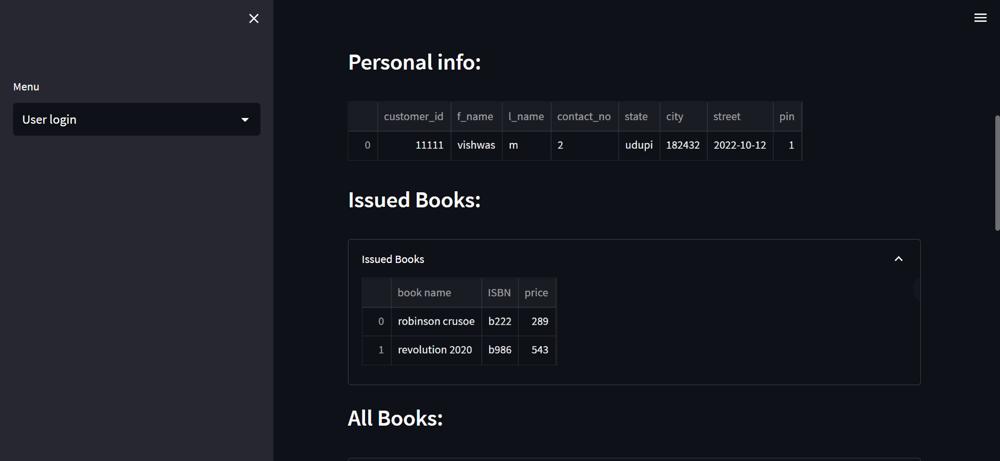 Menu
User login
Personal info:
customer_id f_name l_name contact_no state city street pin
0 11111 vishwas m 2 udupi 182432 2022-10-12 1
Issued Books:
Issued Books
book name ISBN price
0 robinson crusoe b222 289
1 revolution 2020 b986 543
All Books: